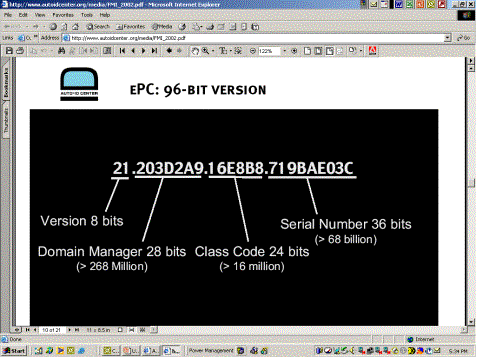 http://www.autoidcenter.org/media/FMI_2002.pdf - Microsoft Internet Explorer
File Edit View Favorites Tools Help
Back Search Favorites Media
Links Address http://www.autoidcenter.org/media/FMI_2002.pdf Go
122%
Bookmarks
Thumbnails
AUTO-ID CENTER
ePC: 96-BIT VERSION
21.203D2A9.16E8B8.719BAE03C
Version 8 bits
Serial Number 36 bits
(> 68 billion)
Domain Manager 28 bits
Class Code 24 bits
(> 268 Million)
(> 16 million)
10 of 21 11 x 8.5 in
Done Internet
Start Power Management 5:34 PM